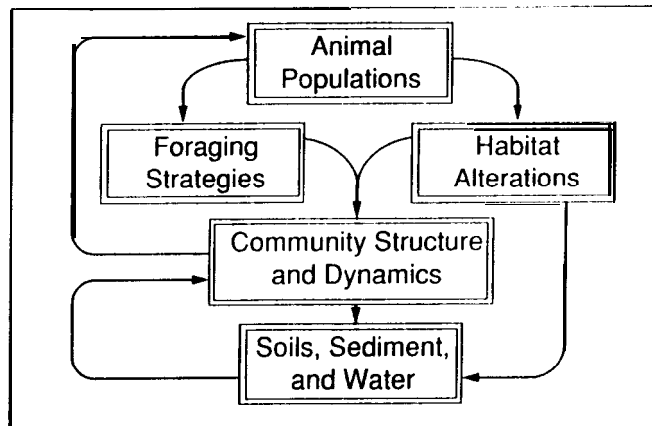 Animal
Populations
Foraging
Strategies
Habitat
Alterations
Community Structure
and Dynamics
Soils, Sediment,
and Water